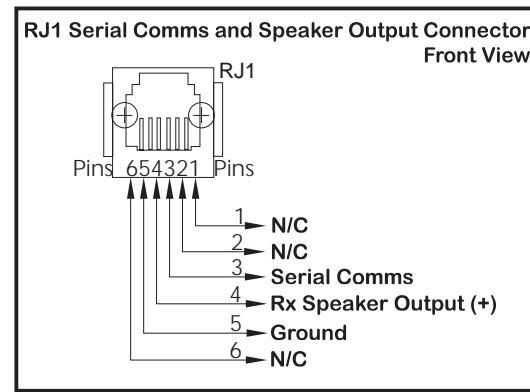 RJ1 Serial Comms and Speaker Output Connector
Front View
RJ1
Pins 654321 Pins
1 N/C
2 N/C
3 Serial Comms
4 Rx Speaker Output (+)
5 Ground
6 N/C